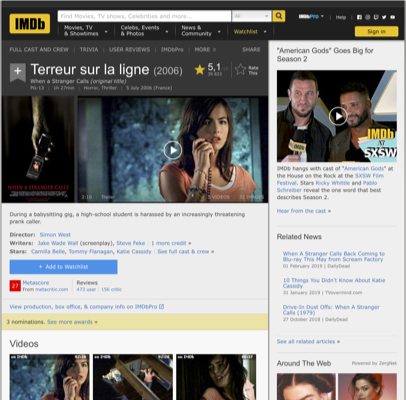 IMDb
Find Movies, TV shows, Celebrities and more...
All
IMDbPro
Help
Movies, TV & Showtimes
Celebs, Events & Photos
News & Community
Watchlist
Sign in
FULL CAST AND CREW | TRIVIA | USER REVIEWS | IMDbPro | MORE
SHARE
Terreur sur la ligne (2006)
When a Stranger Calls (original title)
PG-13 | 1h 27min | Horror, Thriller | 5 July 2006 (France)
5,1
Rate This
WHEN A STRANGER CALLS
2:10 | Trailer
5 VIDEOS
During a babysitting gig, a high-school student is harassed by an increasingly threatening prank caller.
Director: Simon West
Writers: Jake Wade Wall (screenplay), Steve Feke | 1 more credit »
Stars: Camilla Belle, Tommy Flanagan, Katie Cassidy | See full cast & crew »
+ Add to Watchlist
27
Metascore
From metacritic.com
Reviews
473 user | 156 critic
View production, box office, & company info on IMDbPro
3 nominations. See more awards »
Videos
"American Gods" Goes Big for Season 2
IMDb at SXSW
IMDb hangs with cast of "American Gods" at the House on the Rock at the SXSW Film Festival. Stars Ricky Whittle and Pablo Schreiber reveal the one word that best describes Season 2.
Hear from the cast »
Related News
When A Stranger Calls Back Coming to Blu-ray This May from Scream Factory
01 February 2019 | DailyDead
10 Things You Didn't Know About Katie Cassidy
31 January 2019 | TVovermind.com
Drive-In Dust Offs: When A Stranger Calls (1979)
27 October 2018 | DailyDead
See all related articles »
Around The Web
Powered by ZergNet